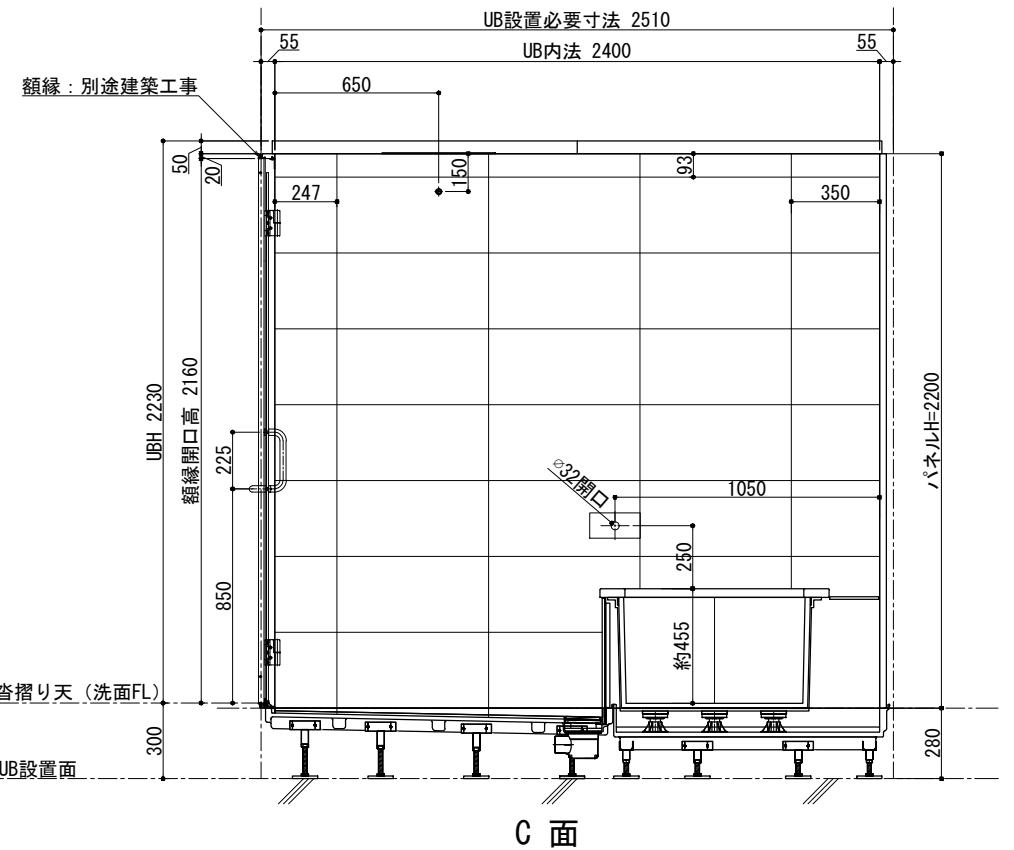 UB設置必要寸法 2510
55
UB内法 2400
55
額縁：別途建築工事
650
50
20
150
93
247
350
UBH 2230
額縁開口高 2160
パネルH=2200
225
⌀32開口
1050
250
850
約455
沓摺り天（洗面FL）
300
280
UB設置面
C 面